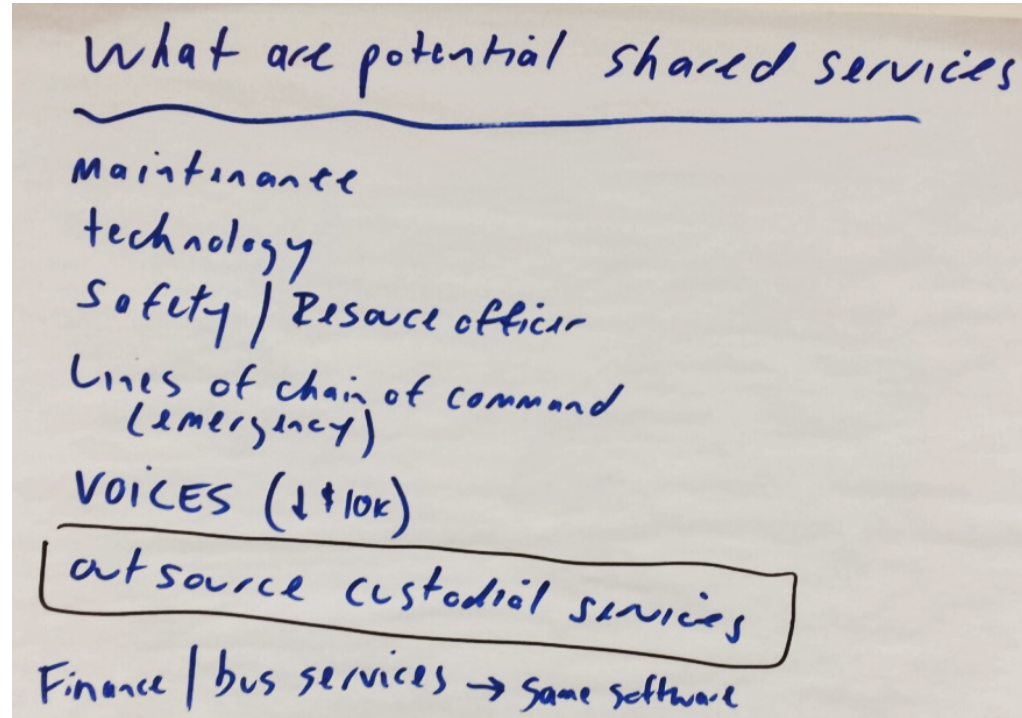 What are potential shared services
Maintenance
technology
Safety / Resouce officer
Lines of chain of command
(emergency)
VOICES (↓ $10K)
outsource custodial services
Finance / bus services → same software